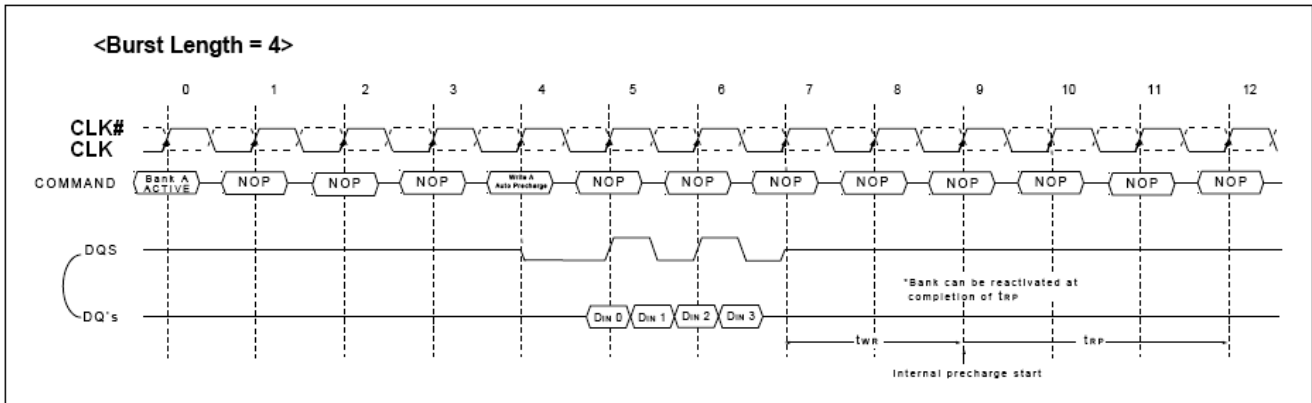 <Burst Length = 4>
0 1 2 3 4 5 6 7 8 9 10 11 12
CLK#
CLK
COMMAND
Bank A ACTIVE
NOP
NOP
NOP
Write A Auto Precharge
NOP
NOP
NOP
NOP
NOP
NOP
NOP
NOP
DQS
*Bank can be reactivated at
completion of tRP
DQ's
DIN 0 DIN 1 DIN 2 DIN 3
tWR
tRP
Internal precharge start